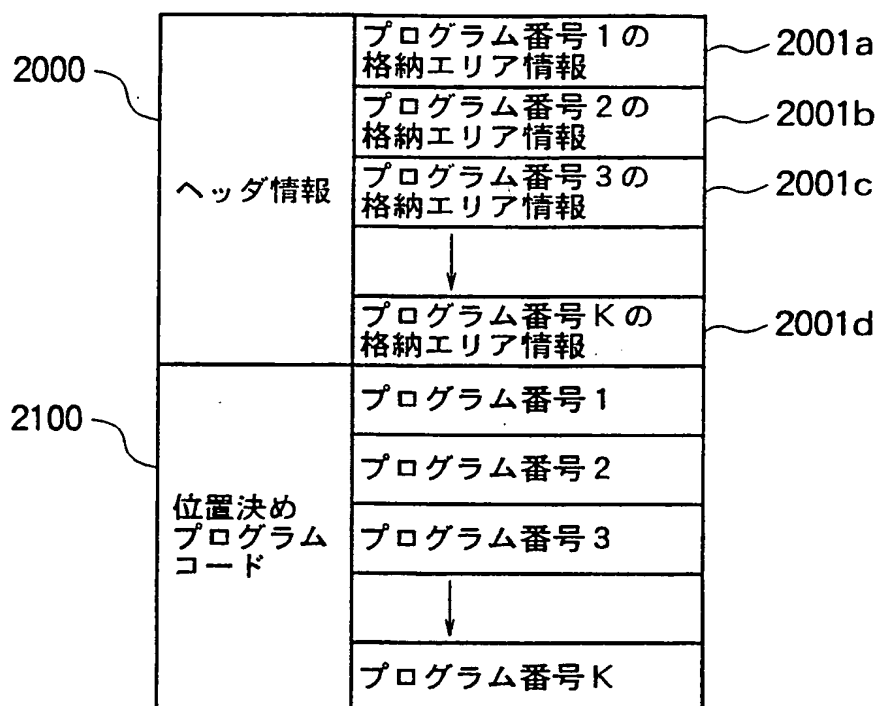 2000
ヘッダ情報
プログラム番号1の
格納エリア情報
2001a
プログラム番号2の
格納エリア情報
2001b
プログラム番号3の
格納エリア情報
2001c
プログラム番号Kの
格納エリア情報
2001d
2100
位置決め
プログラム
コード
プログラム番号1
プログラム番号2
プログラム番号3
プログラム番号K